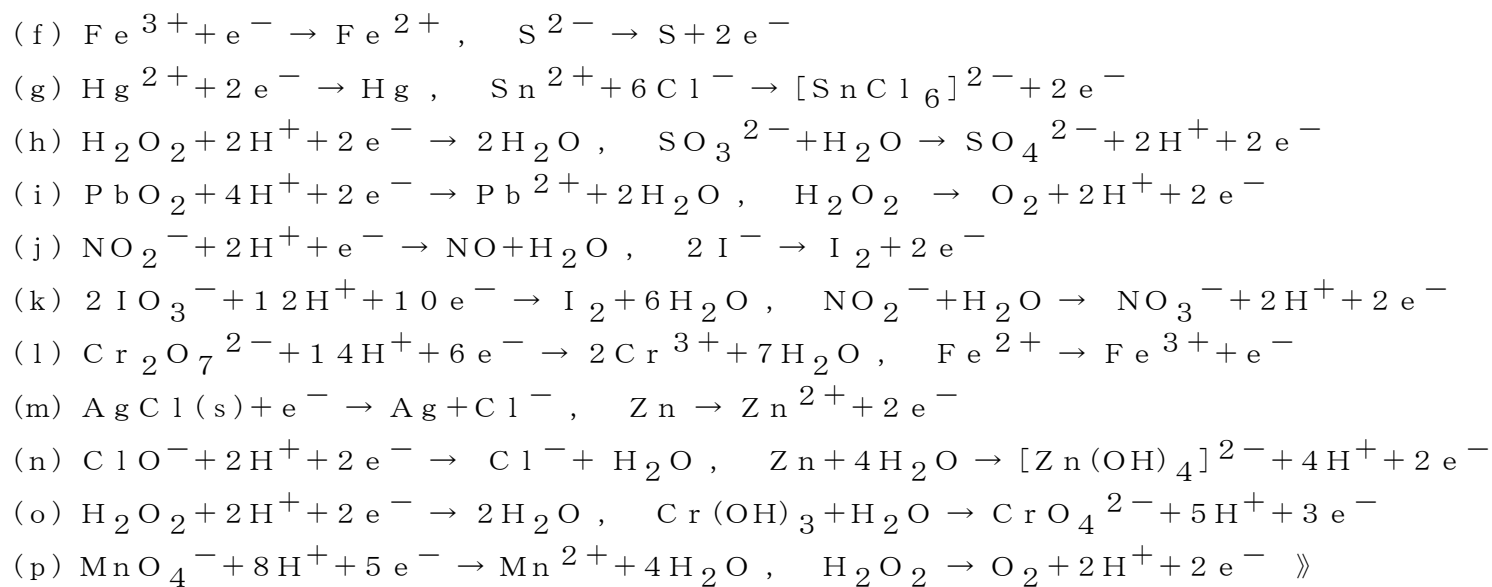 (f) Fe³⁺+e⁻ → Fe²⁺ , S²⁻ → S+2e⁻
(g) Hg²⁺+2e⁻ → Hg , Sn²⁺+6Cl⁻ → [SnCl₆]²⁻+2e⁻
(h) H₂O₂+2H⁺+2e⁻ → 2H₂O , SO₃²⁻+H₂O → SO₄²⁻+2H⁺+2e⁻
(i) PbO₂+4H⁺+2e⁻ → Pb²⁺+2H₂O , H₂O₂ → O₂+2H⁺+2e⁻
(j) NO₂⁻+2H⁺+e⁻ → NO+H₂O , 2I⁻ → I₂+2e⁻
(k) 2IO₃⁻+12H⁺+10e⁻ → I₂+6H₂O , NO₂⁻+H₂O → NO₃⁻+2H⁺+2e⁻
(l) Cr₂O₇²⁻+14H⁺+6e⁻ → 2Cr³⁺+7H₂O , Fe²⁺ → Fe³⁺+e⁻
(m) AgCl(s)+e⁻ → Ag+Cl⁻ , Zn → Zn²⁺+2e⁻
(n) ClO⁻+2H⁺+2e⁻ → Cl⁻+ H₂O , Zn+4H₂O → [Zn(OH)₄]²⁻+4H⁺+2e⁻
(o) H₂O₂+2H⁺+2e⁻ → 2H₂O , Cr(OH)₃+H₂O → CrO₄²⁻+5H⁺+3e⁻
(p) MnO₄⁻+8H⁺+5e⁻ → Mn²⁺+4H₂O , H₂O₂ → O₂+2H⁺+2e⁻ 》